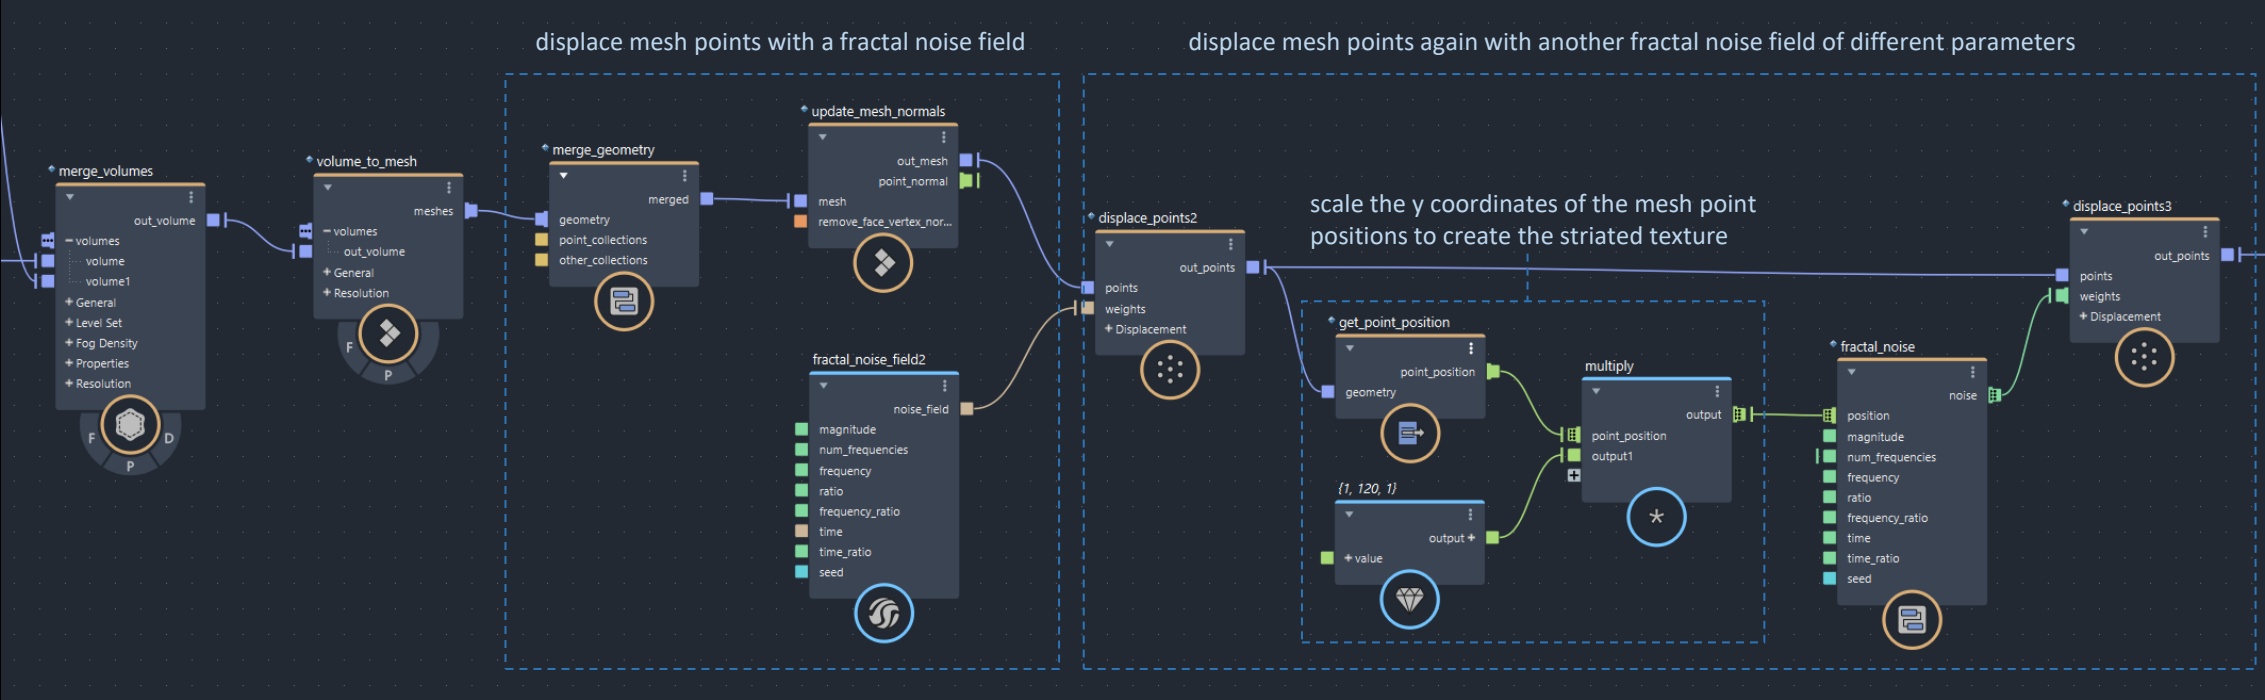 displace mesh points with a fractal noise field
displace mesh points again with another fractal noise field of different parameters
merge_volumes
out_volume
volumes
volume
volume1
General
Level Set
Fog Density
Properties
Resolution
F
D
P
volume_to_mesh
meshes
volumes
out_volume
General
Resolution
F
P
merge_geometry
merged
geometry
point_collections
other_collections
update_mesh_normals
out_mesh
point_normal
mesh
remove_face_vertex_nor...
fractal_noise_field2
noise_field
magnitude
num_frequencies
frequency
ratio
frequency_ratio
time
time_ratio
seed
displace_points2
out_points
points
weights
Displacement
scale the y coordinates of the mesh point
positions to create the striated texture
get_point_position
point_position
geometry
{1, 120, 1}
output
value
multiply
output
point_position
output1
*
fractal_noise
noise
position
magnitude
num_frequencies
frequency
ratio
frequency_ratio
time
time_ratio
seed
displace_points3
out_points
points
weights
Displacement